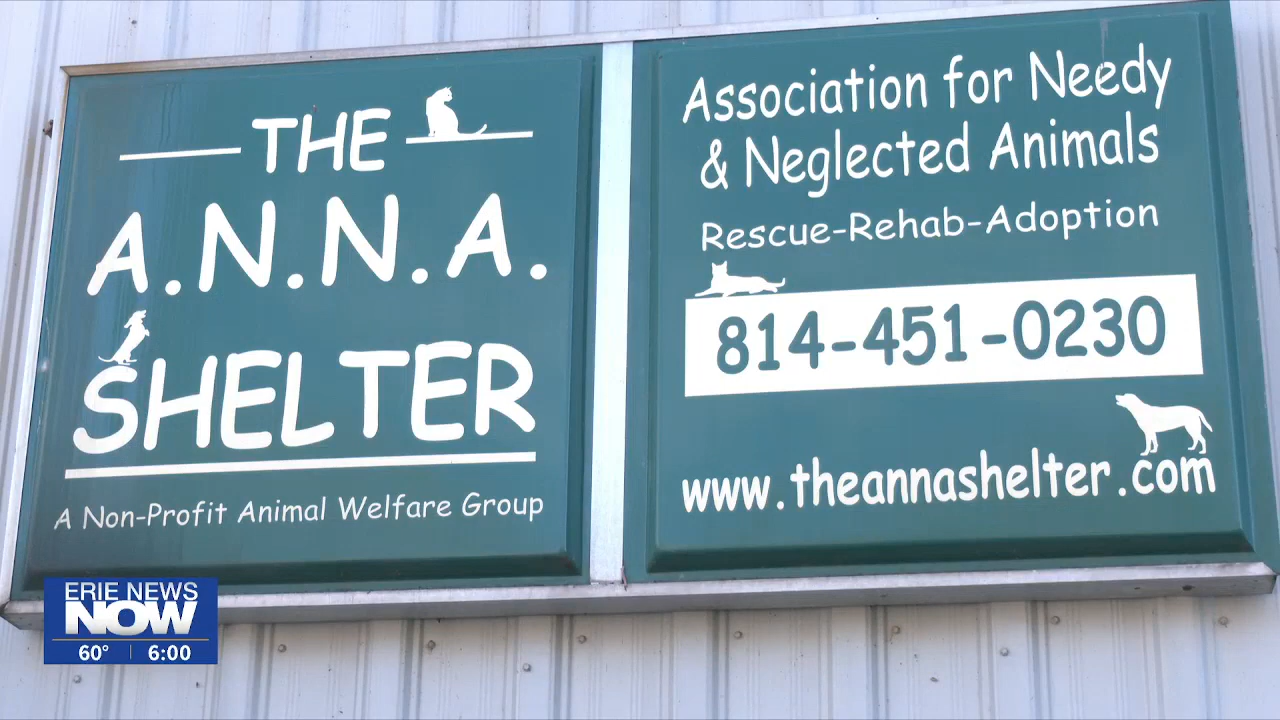 THE
A.N.N.A.
SHELTER
A Non-Profit Animal Welfare Group
Association for Needy
& Neglected Animals
Rescue-Rehab-Adoption
814-451-0230
www.theannashelter.com
ERIE NEWS
NOW
60° 6:00